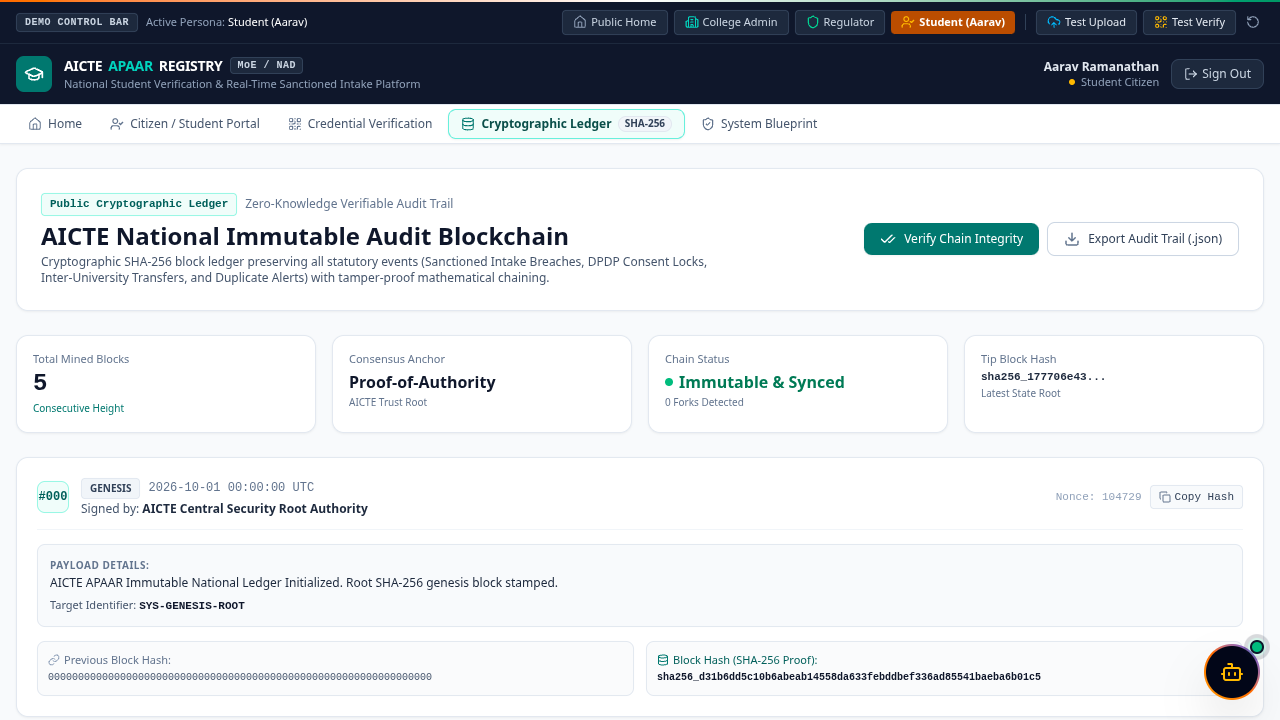 DEMO CONTROL BAR Active Persona: Student (Aarav) Public Home College Admin Regulator Student (Aarav) Test Upload Test Verify
AICTE APAAR REGISTRY MoE / NAD
National Student Verification & Real-Time Sanctioned Intake Platform
Aarav Ramanathan
Student Citizen
Sign Out
Home Citizen / Student Portal Credential Verification Cryptographic Ledger SHA-256 System Blueprint
Public Cryptographic Ledger Zero-Knowledge Verifiable Audit Trail
AICTE National Immutable Audit Blockchain
Cryptographic SHA-256 block ledger preserving all statutory events (Sanctioned Intake Breaches, DPDP Consent Locks,
Inter-University Transfers, and Duplicate Alerts) with tamper-proof mathematical chaining.
Verify Chain Integrity Export Audit Trail (.json)
Total Mined Blocks
5
Consecutive Height
Consensus Anchor
Proof-of-Authority
AICTE Trust Root
Chain Status
Immutable & Synced
0 Forks Detected
Tip Block Hash
sha256_177706e43...
Latest State Root
#000 GENESIS 2026-10-01 00:00:00 UTC
Signed by: AICTE Central Security Root Authority
Nonce: 104729 Copy Hash
PAYLOAD DETAILS:
AICTE APAAR Immutable National Ledger Initialized. Root SHA-256 genesis block stamped.
Target Identifier: SYS-GENESIS-ROOT
Previous Block Hash:
0000000000000000000000000000000000000000000000000000000000000000
Block Hash (SHA-256 Proof):
sha256_d31b6dd5c10b6abeab14558da633febddbef336ad85541baeba6b01c5